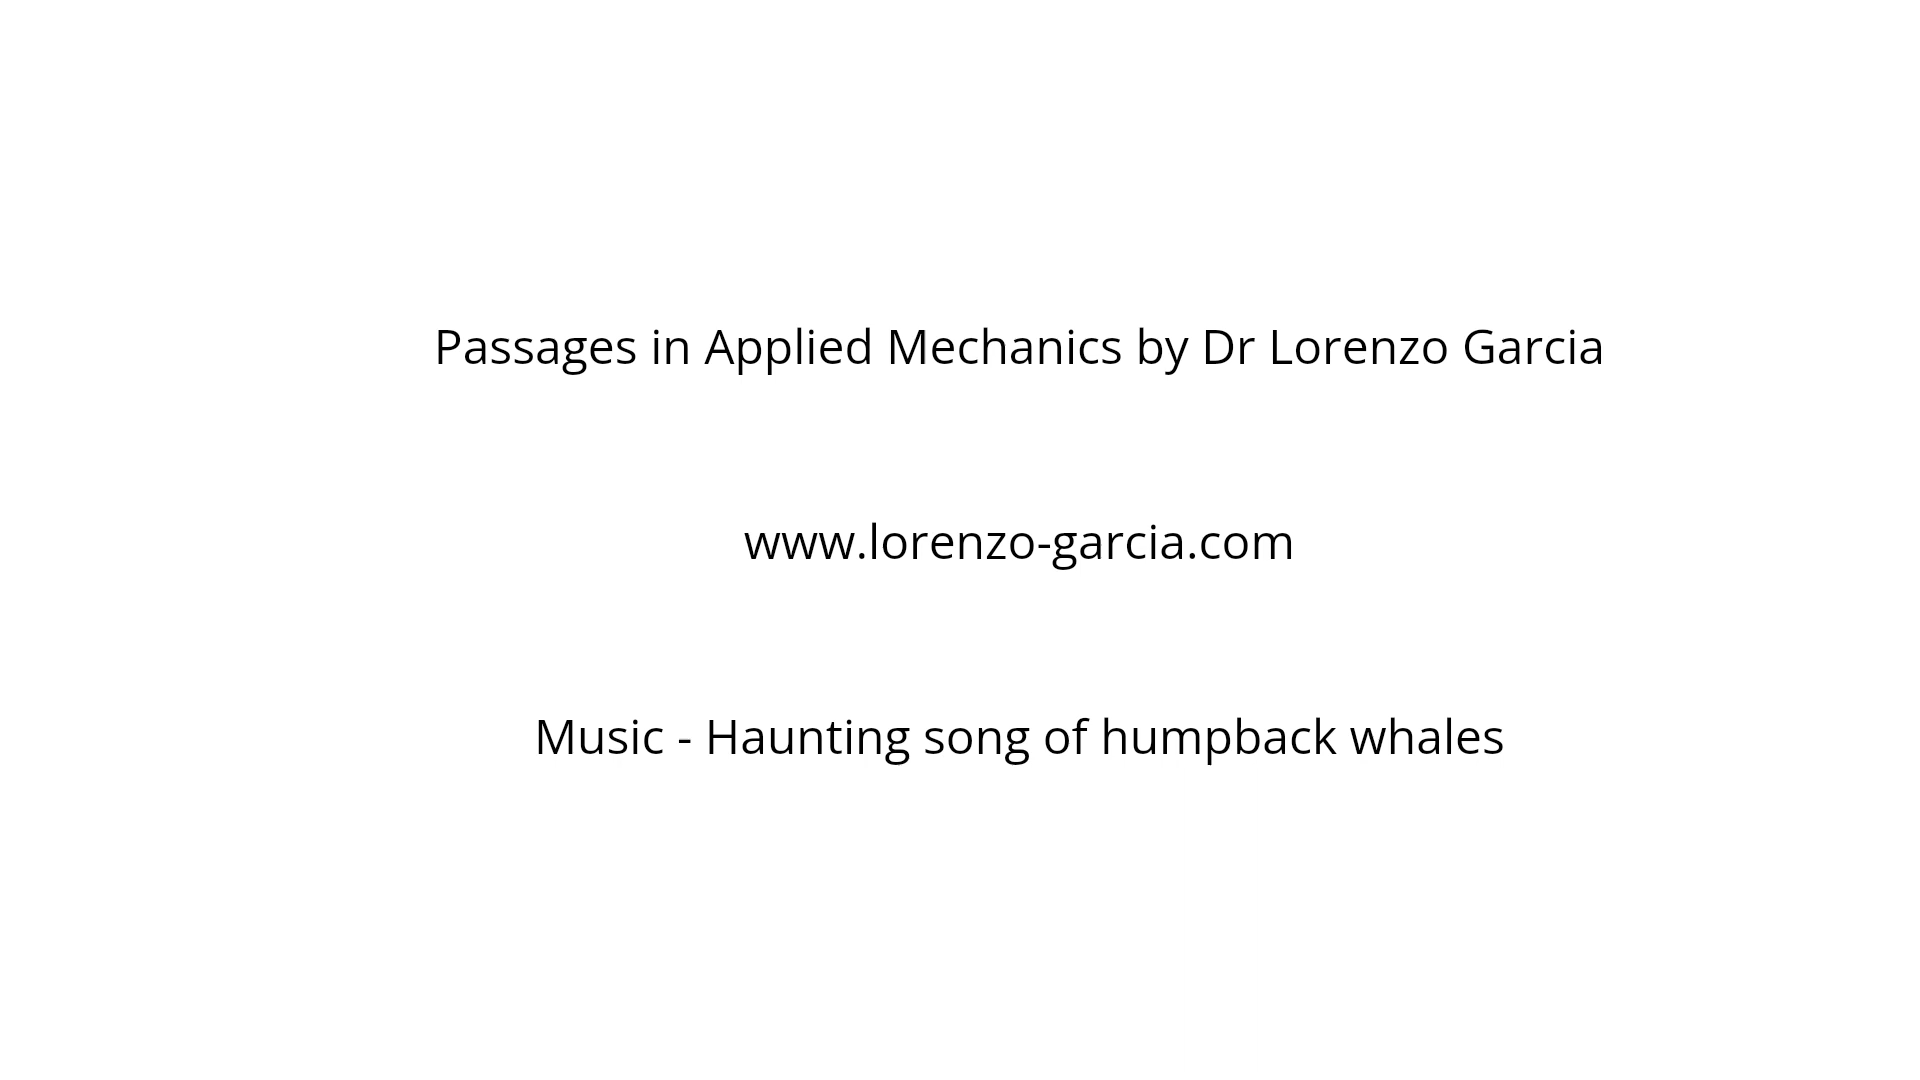 Passages in Applied Mechanics by Dr Lorenzo Garcia
www.lorenzo-garcia.com
Music - Haunting song of humpback whales